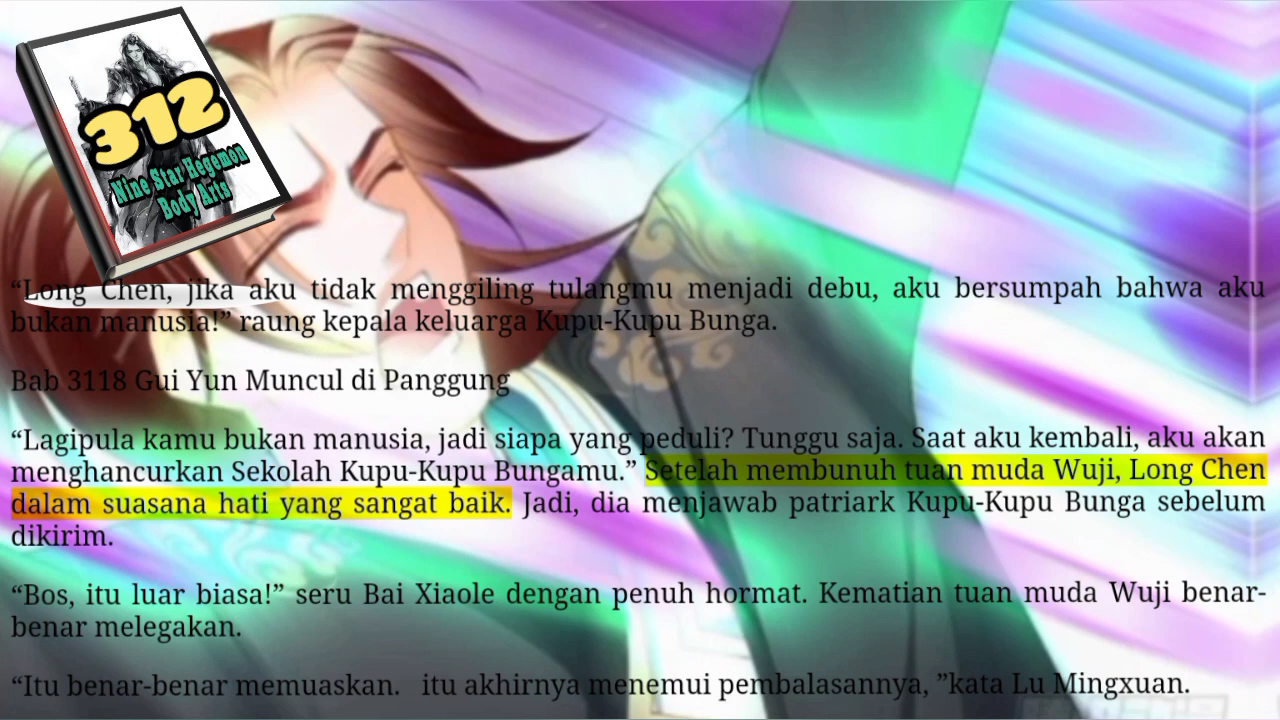 312
Nine Star Hegemon
Body Arts
“Long Chen, jika aku tidak menggiling tulangmu menjadi debu, aku bersumpah bahwa aku
bukan manusia!” raung kepala keluarga Kupu-Kupu Bunga.
Bab 3118 Gui Yun Muncul di Panggung
“Lagipula kamu bukan manusia, jadi siapa yang peduli? Tunggu saja. Saat aku kembali, aku akan
menghancurkan Sekolah Kupu-Kupu Bungamu.” Setelah membunuh tuan muda Wuji, Long Chen
dalam suasana hati yang sangat baik. Jadi, dia menjawab patriark Kupu-Kupu Bunga sebelum
dikirim.
“Bos, itu luar biasa!” seru Bai Xiaole dengan penuh hormat. Kematian tuan muda Wuji benar-
benar melegakan.
“Itu benar-benar memuaskan.   itu akhirnya menemui pembalasannya, ”kata Lu Mingxuan.